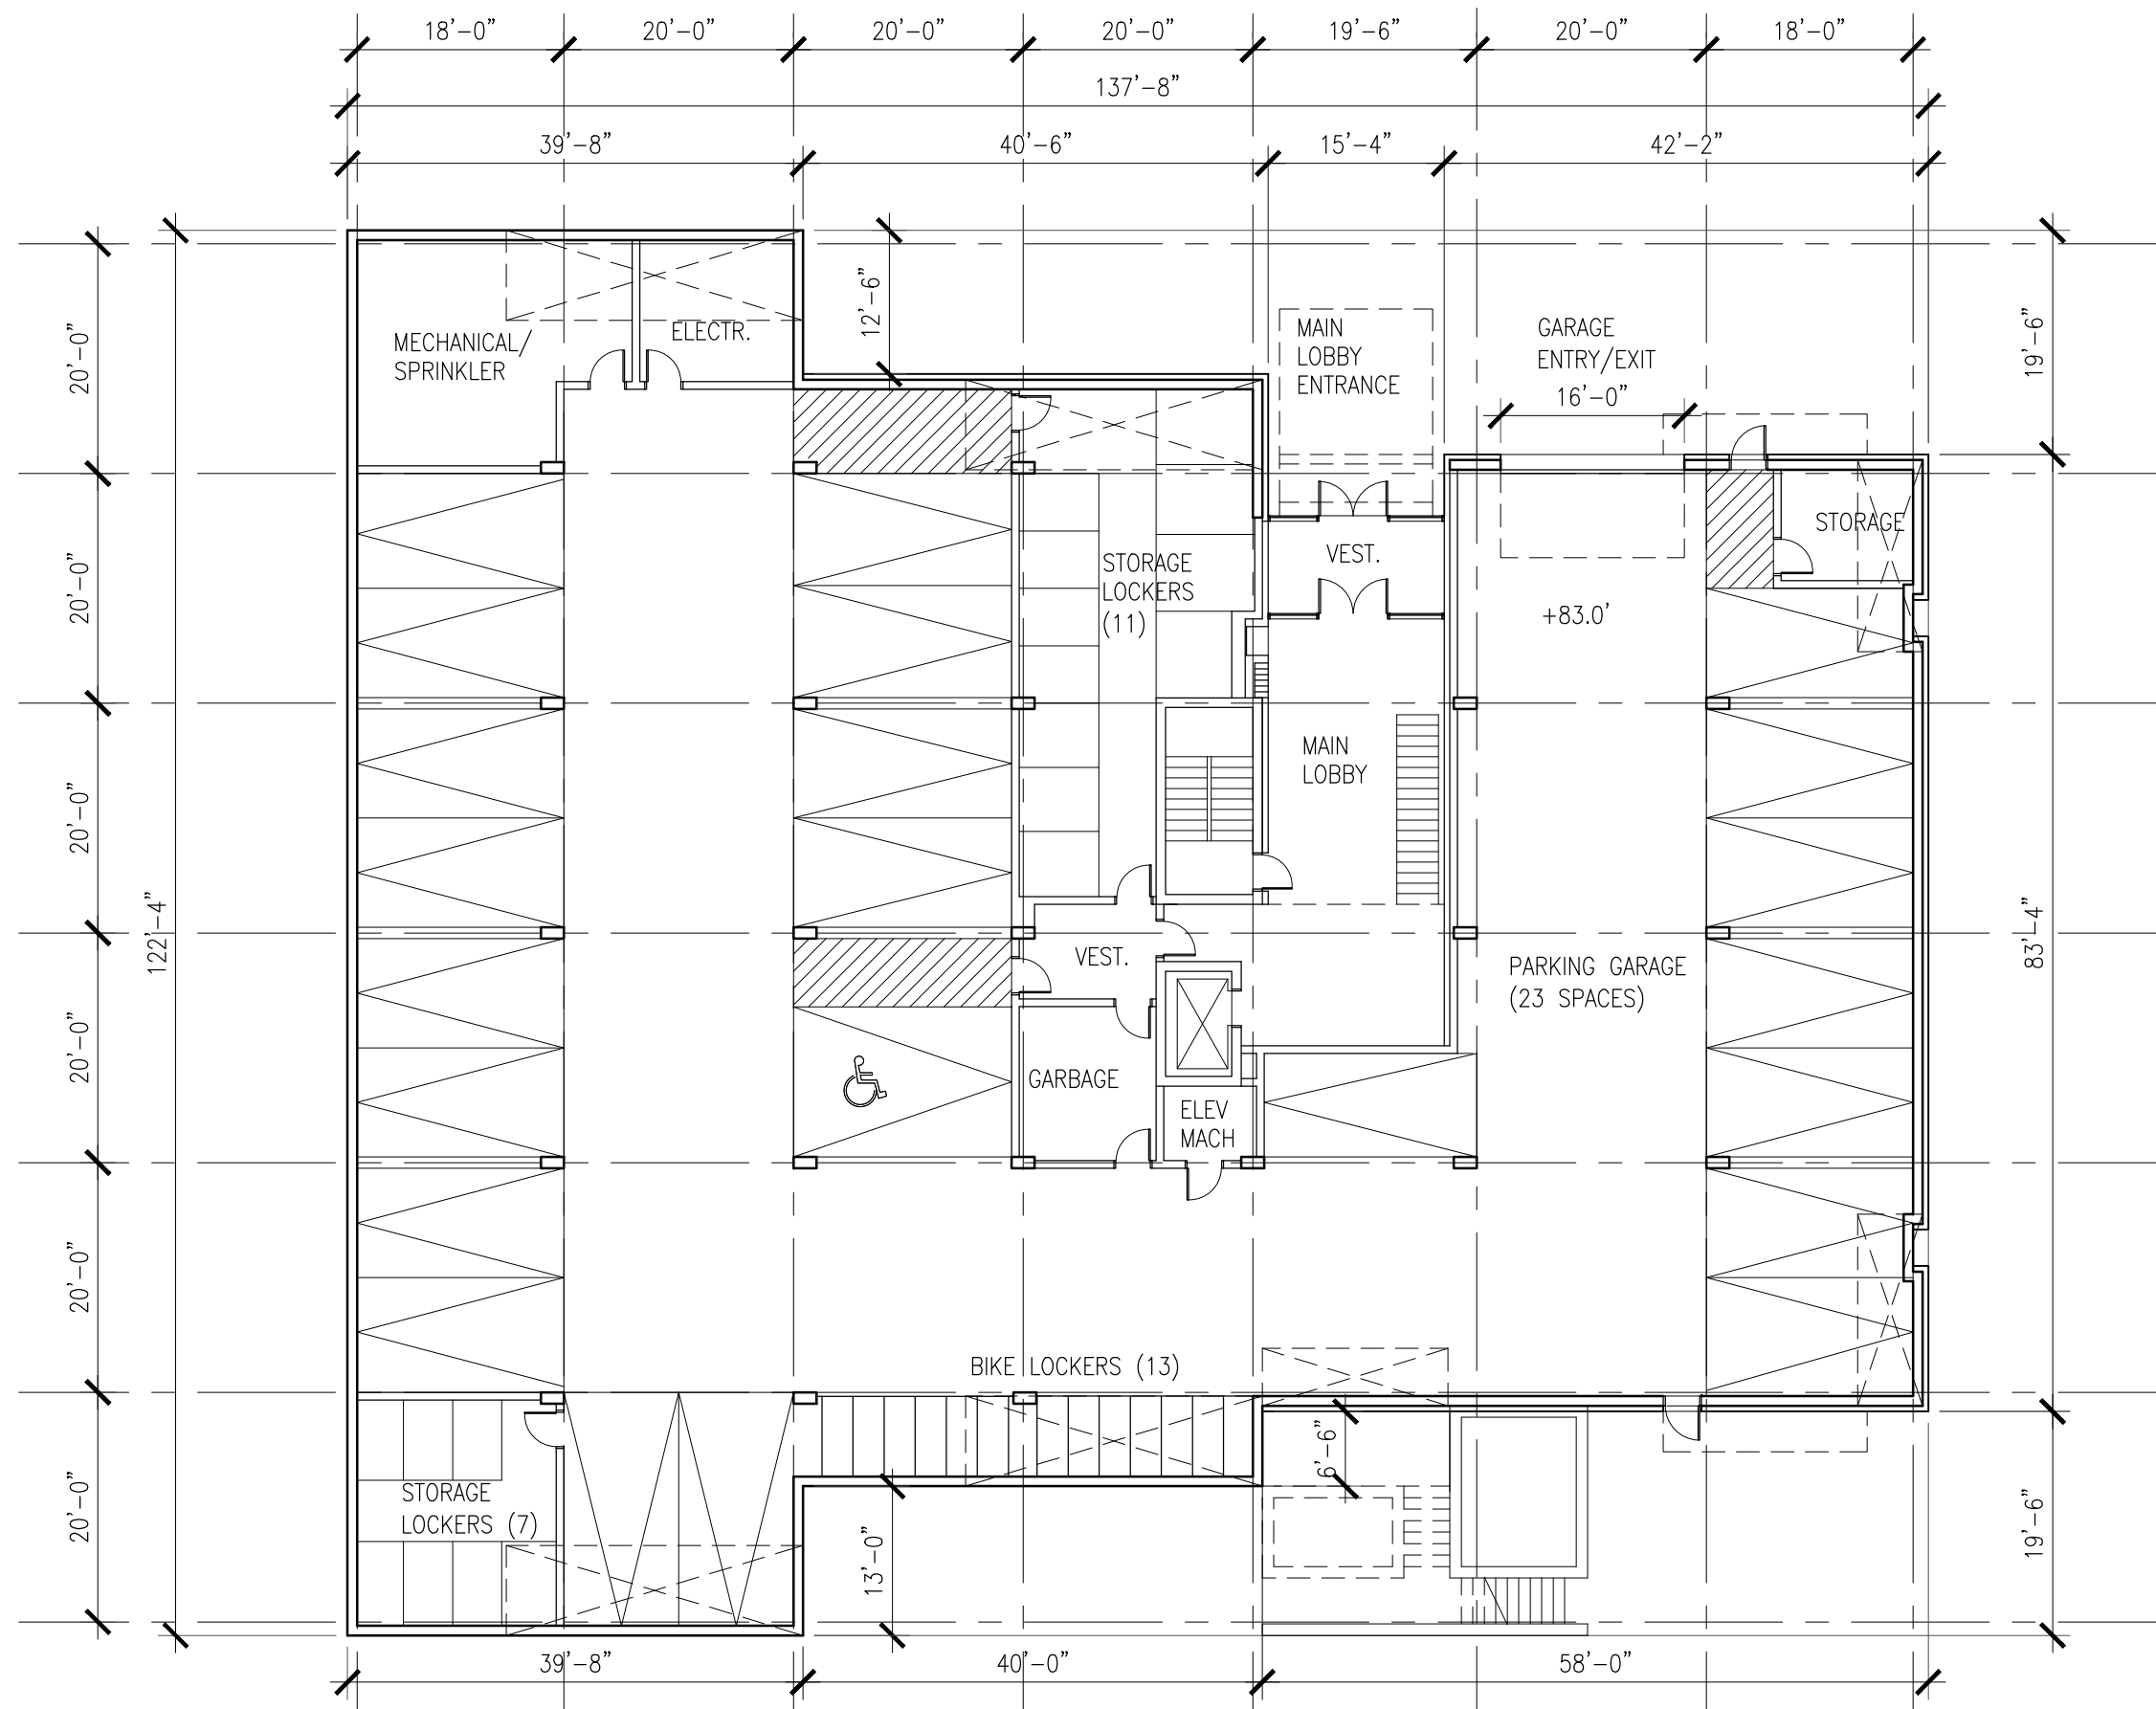 18'-0"
20'-0"
20'-0"
20'-0"
19'-6"
20'-0"
18'-0"
137'-8"
39'-8"
40'-6"
15'-4"
42'-2"
12'-6"
20'-0"
19'-6"
MECHANICAL/
SPRINKLER
ELECTR.
MAIN
LOBBY
ENTRANCE
GARAGE
ENTRY/EXIT
16'-0"
STORAGE
VEST.
STORAGE
LOCKERS
(11)
20'-0"
+83.0'
MAIN
LOBBY
20'-0"
122'-4"
83'-4"
VEST.
PARKING GARAGE
(23 SPACES)
20'-0"
GARBAGE
ELEV
MACH
20'-0"
BIKE LOCKERS (13)
6'-6"
STORAGE
LOCKERS (7)
20'-0"
13'-0"
19'-6"
39'-8"
40'-0"
58'-0"